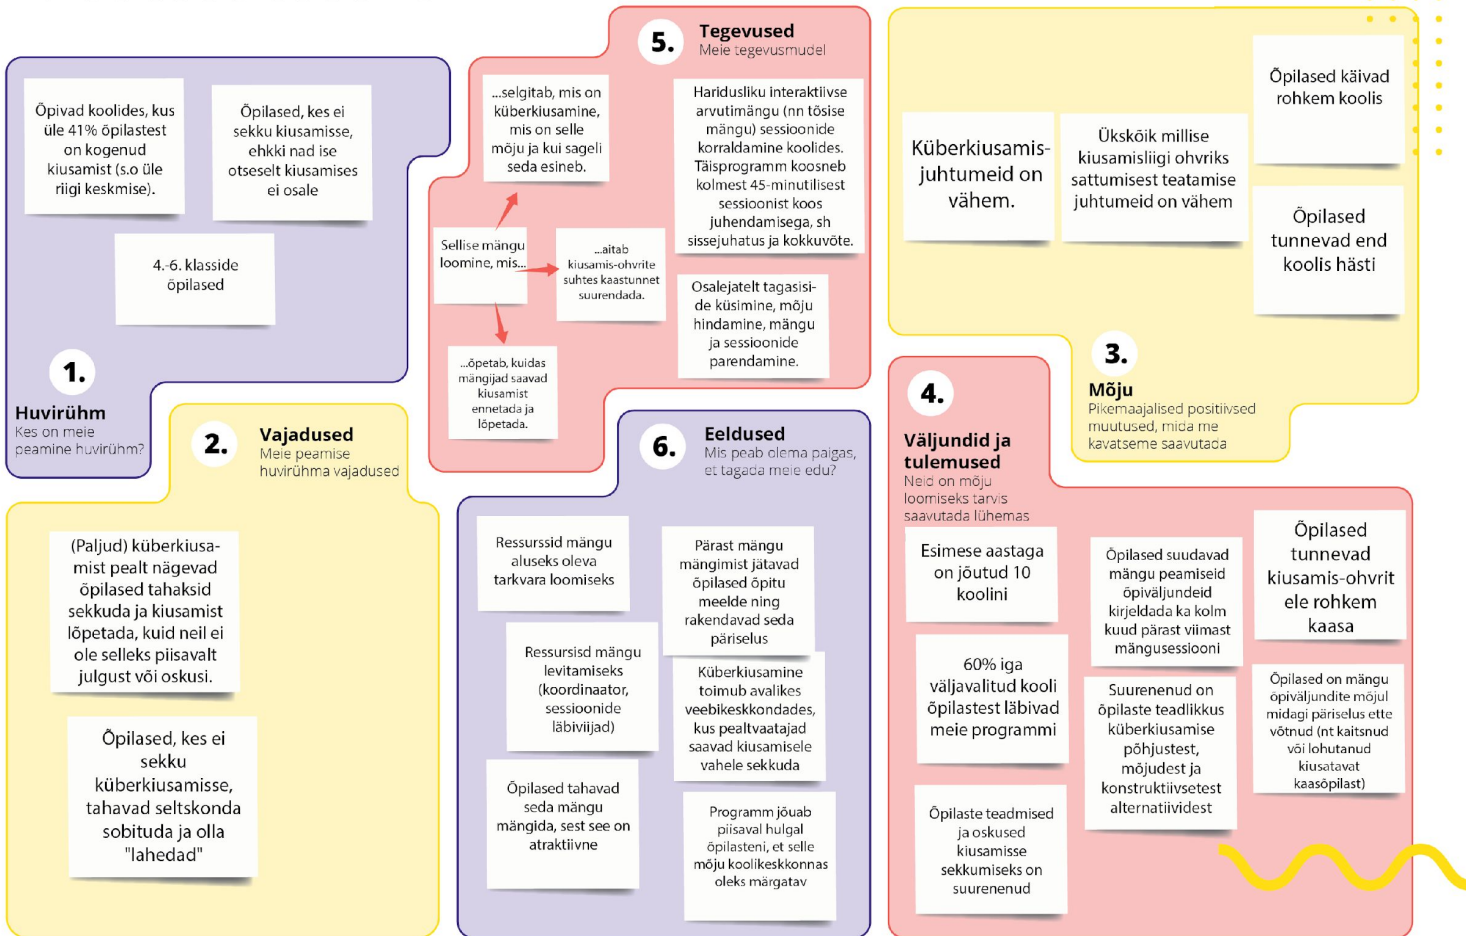 Õpivad koolides, kus
üle 41% õpilastest
on kogenud
kiusamist (s.o üle
riigi keskmise).
Õpilased, kes ei
sekku kiusamisse,
ehkki nad ise
otseselt kiusamises
ei osale
4.-6. klasside
õpilased
1.
Huvirühm
Kes on meie
peamine huvirühm?
2.
Vajadused
Meie peamise
huvirühma vajadused
(Paljud) küberkiusa-
mist pealt nägevad
õpilased tahaksid
sekkuda ja kiusamist
lõpetada, kuid neil ei
ole selleks piisavalt
julgust või oskusi.
Õpilased, kes ei
sekku
küberkiusamisse,
tahavad seltskonda
sobituda ja olla
"lahedad"
5.
Tegevused
Meie tegevusmudel
...selgitab, mis on
küberkiusamine,
mis on selle
mõju ja kui sageli
seda esineb.
Sellise mängu
loomine, mis...
...aitab
kiusamis-ohvrite
suhtes kaastunnet
suurendada.
...õpetab, kuidas
mängijad saavad
kiusamist
ennetada ja
lõpetada.
Haridusliku interaktiivse
arvutimängu (nn tõsise
mängu) sessioonide
korraldamine koolides.
Täisprogramm koosneb
kolmest 45-minutilisest
sessioonist koos
juhendamisega, sh
sissejuhatus ja kokkuvõte.
Osalejatelt tagasisi-
de küsimine, mõju
hindamine, mängu
ja sessioonide
parendamine.
6.
Eeldused
Mis peab olema paigas,
et tagada meie edu?
Ressurssid mängu
aluseks oleva
tarkvara loomiseks
Ressursisd mängu
levitamiseks
(koordinaator,
sessioonide
läbiviijad)
Õpilased tahavad
seda mängu
mängida, sest see on
atraktiivne
Pärast mängu
mängimist jätavad
õpilased õpitu
meelde ning
rakendavad seda
päriselus
Küberkiusamine
toimub avalikes
veebikeskkondades,
kus pealtvaatajad
saavad kiusamisele
vahele sekkuda
Programm jõuab
piisaval hulgal
õpilasteni, et selle
mõju koolikeskkonnas
oleks märgatav
Küberkiusamis-
juhtumeid on
vähem.
Ükskõik millise
kiusamisliigi ohvriks
sattumisest teatamise
juhtumeid on vähem
Õpilased käivad
rohkem koolis
Õpilased
tunnevad end
koolis hästi
3.
Mõju
Pikemaajalised positiivsed
muutused, mida me
kavatseme saavutada
4.
Väljundid ja
tulemused
Neid on mõju
loomiseks tarvis
saavutada lühemas
Esimese aastaga
on jõutud 10
koolini
60% iga
väljavalitud kooli
õpilastest läbivad
meie programmi
Õpilaste teadmised
ja oskused
kiusamisse
sekkumiseks on
suurenenud
Õpilased suudavad
mängu peamiseid
õpiväljundeid
kirjeldada ka kolm
kuud pärast viimast
mängusessiooni
Suurenenud on
õpilaste teadlikkus
küberkiusamise
põhjustest,
mõjudest ja
konstruktiivsetest
alternatiividest
Õpilased
tunnevad
kiusamis-ohvrit
ele rohkem
kaasa
Õpilased on mängu
õpiväljundite mõjul
midagi päriselus ette
võtnud (nt kaitsnud
või lohutanud
kiusatavat
kaasõpilast)